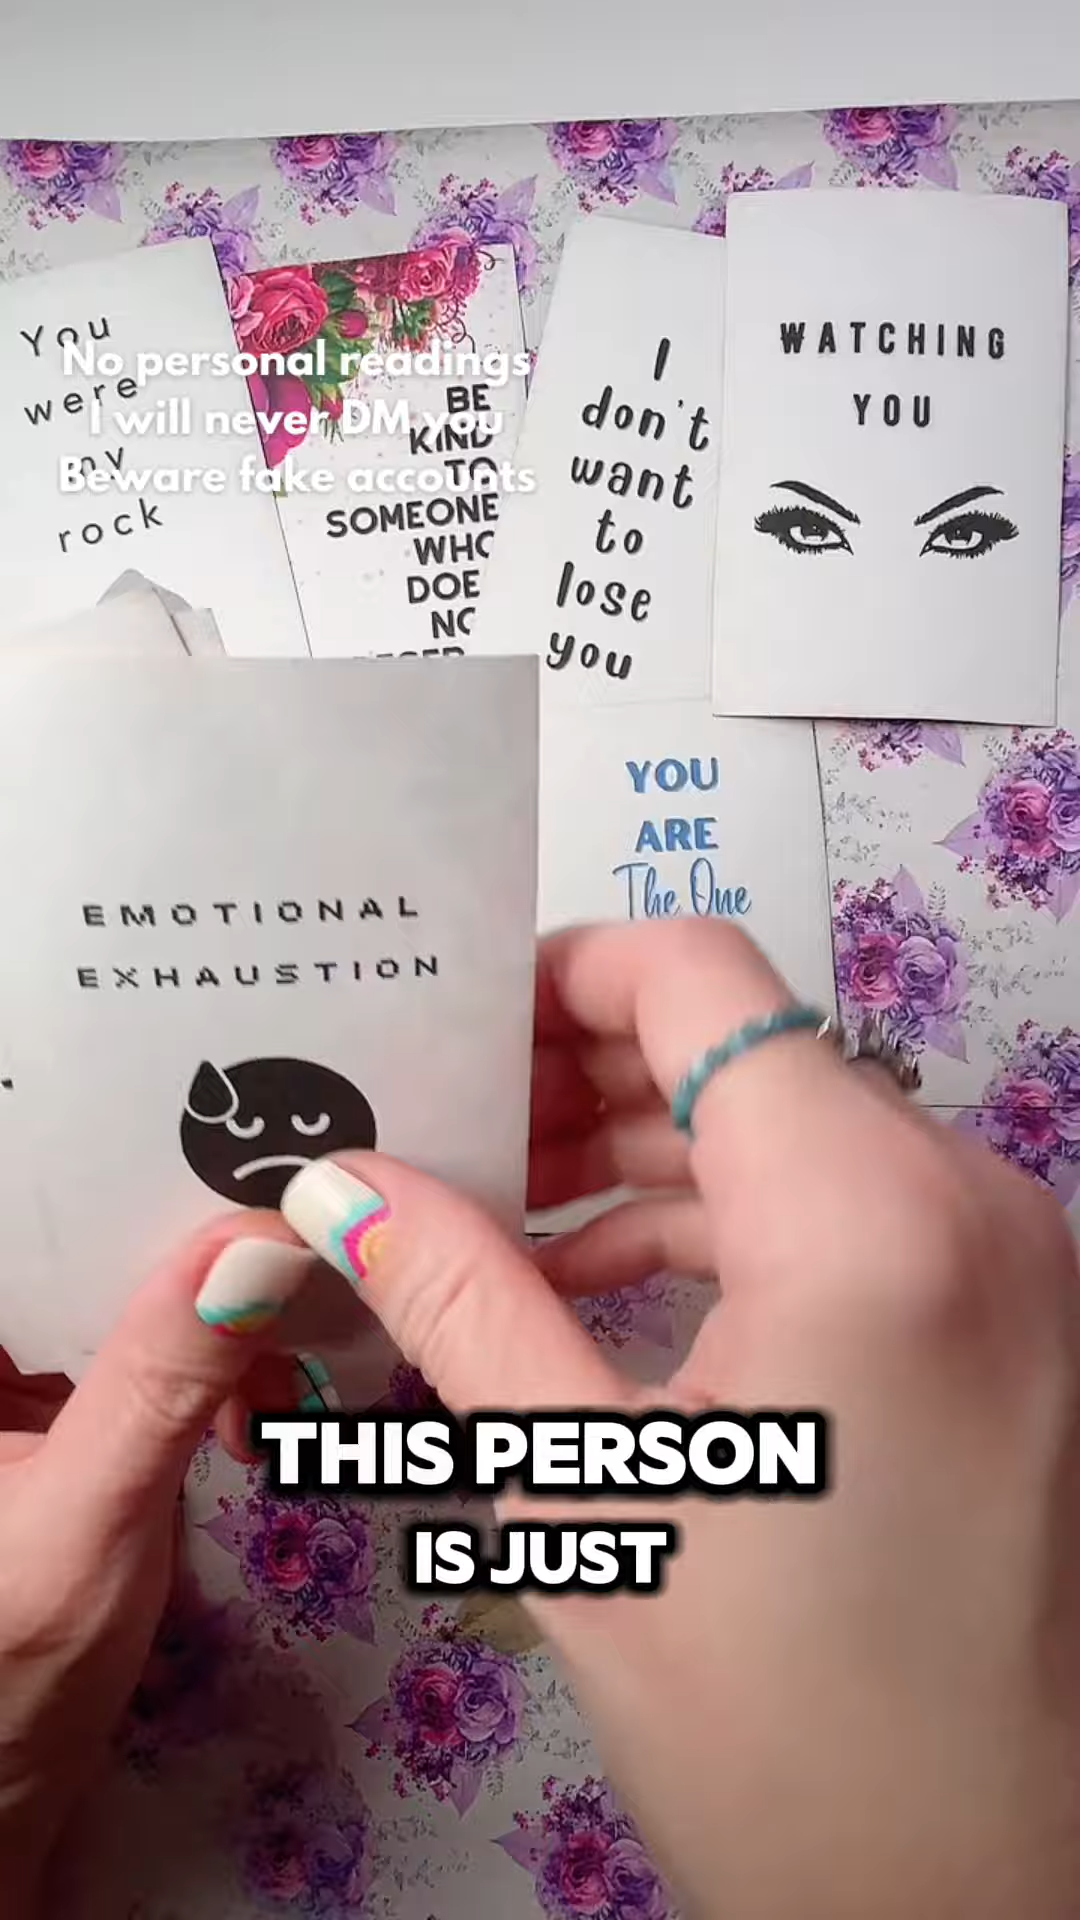 You
were
my
rock
No personal readings
I will never DM you
Beware fake accounts
BE
KIND
TO
SOMEONE
WHO
DOE
NO
I
don't
want
to
lose
you
WATCHING
YOU
YOU
ARE
The One
EMOTIONAL
EXHAUSTION
THIS PERSON
IS JUST